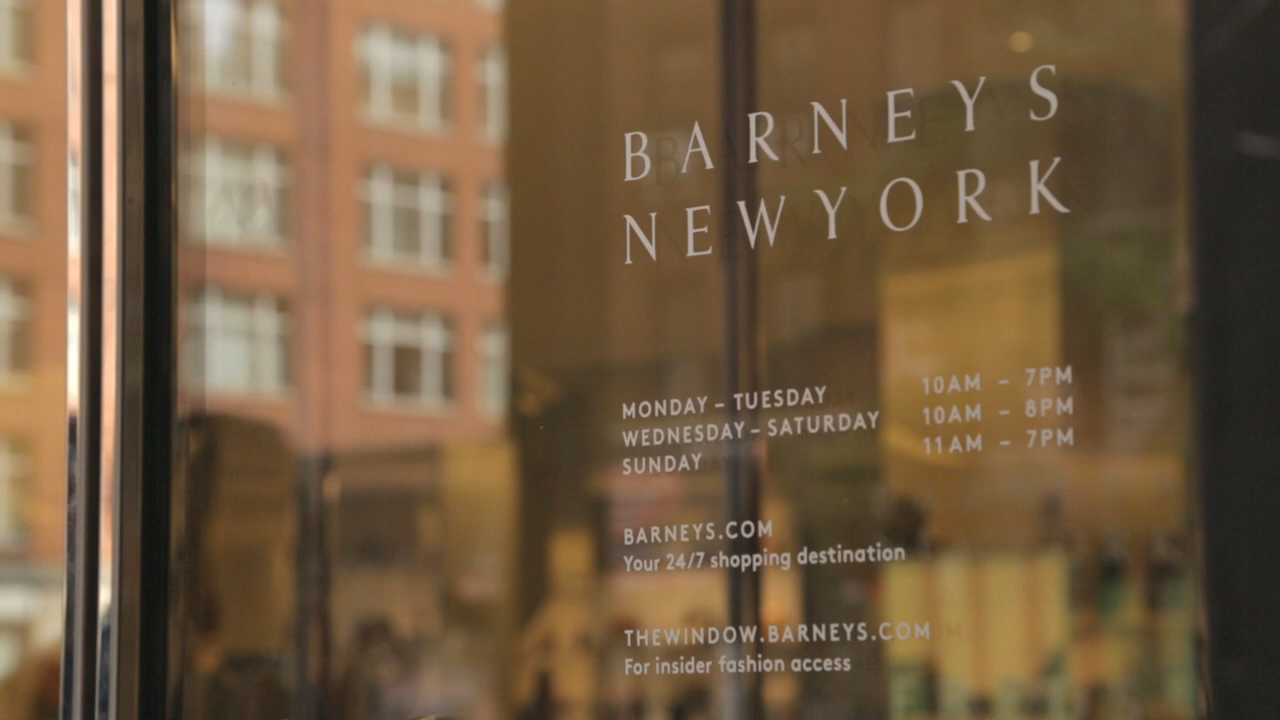 BARNEYS
NEWYORK
MONDAY – TUESDAY 10AM – 7PM
WEDNESDAY – SATURDAY 10AM – 8PM
SUNDAY 11AM – 7PM
BARNEYS.COM
Your 24/7 shopping destination
THEWINDOW.BARNEYS.COM
For insider fashion access